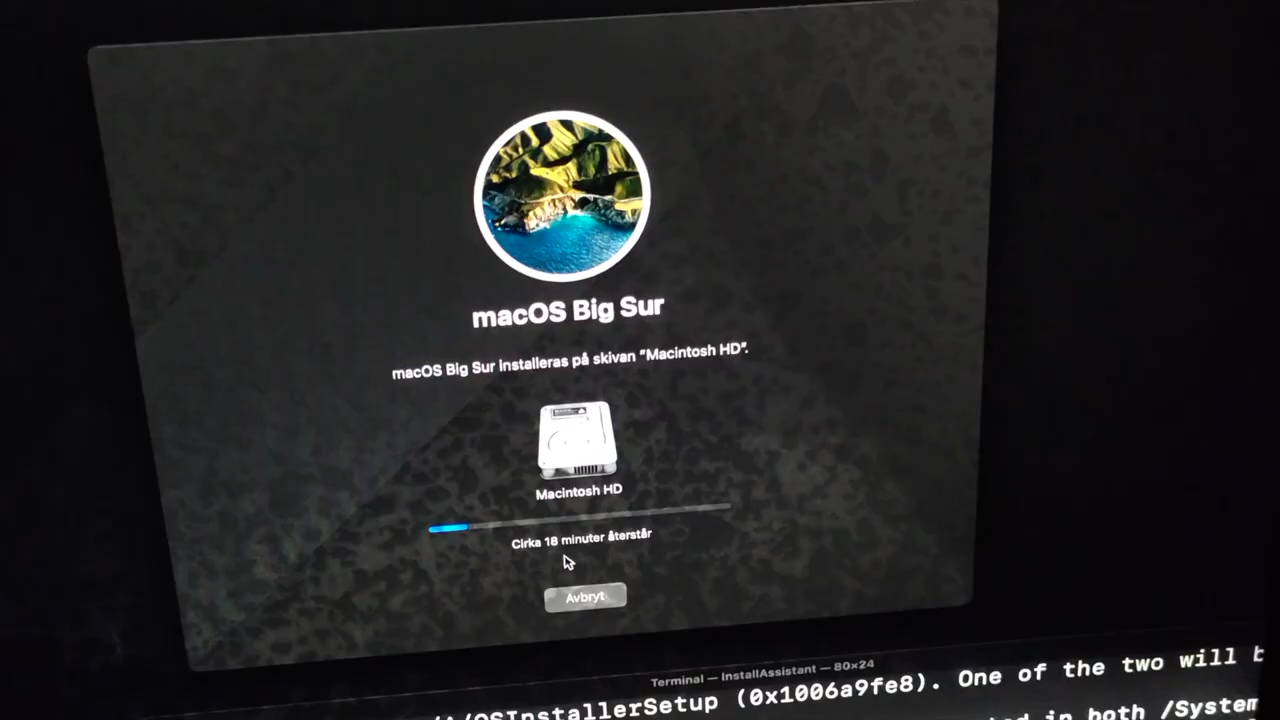 macOS Big Sur
macOS Big Sur installeras på skivan "Macintosh HD".
Macintosh HD
Cirka 18 minuter återstår
Avbryt
Terminal — InstallAssistant — 80×24
OSInstallerSetup (0x1006a9fe8). One of the two will b
in both /System